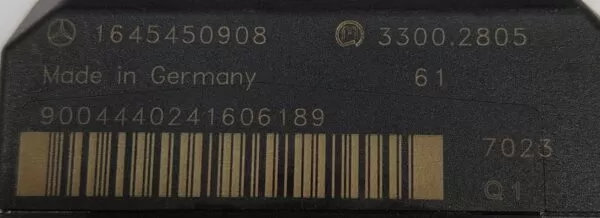 1645450908 3300.2805
Made in Germany 61
9004440241606189
7023
Q1